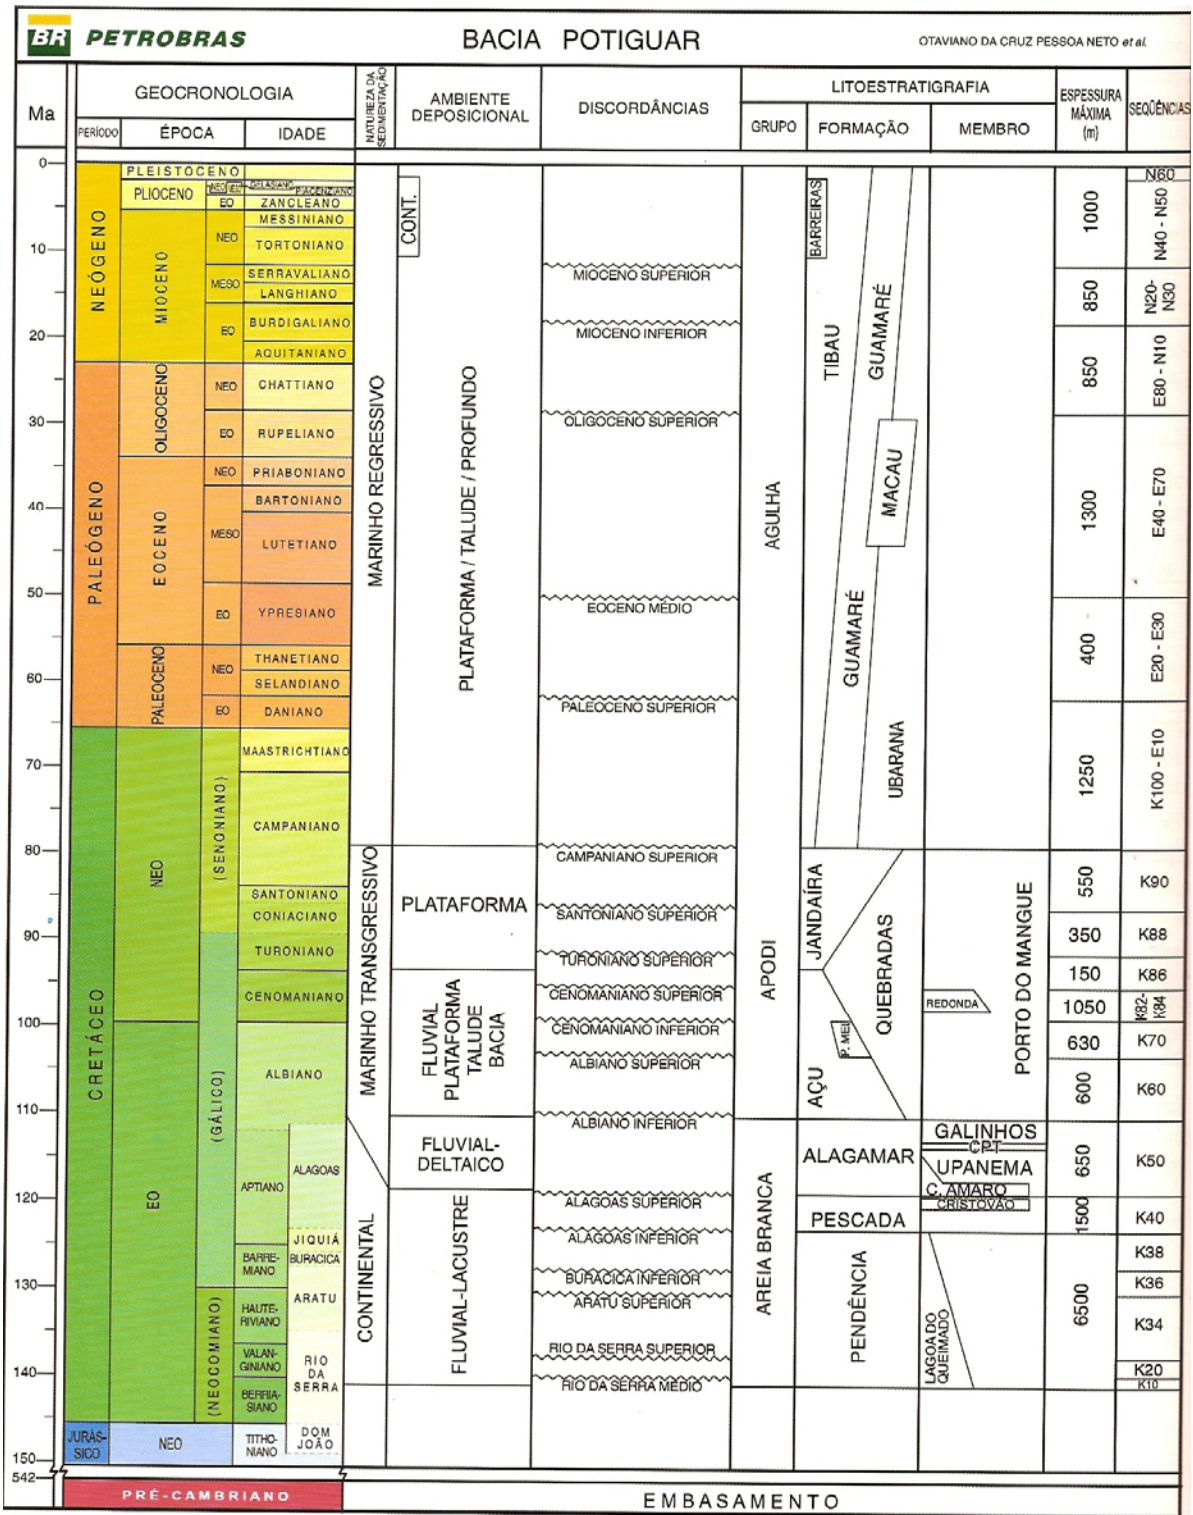 BR PETROBRAS
BACIA POTIGUAR
OTAVIANO DA CRUZ PESSOA NETO et al.
Ma
GEOCRONOLOGIA
PERÍODO
ÉPOCA
IDADE
NATUREZA DA
SEDIMENTAÇÃO
AMBIENTE
DEPOSICIONAL
DISCORDÂNCIAS
LITOESTRATIGRAFIA
GRUPO
FORMAÇÃO
MEMBRO
ESPESSURA
MÁXIMA
(m)
SEQÜÊNCIAS
0
10
20
30
40
50
60
70
80
90
100
110
120
130
140
150
542
NEÓGENO
PALEÓGENO
CRETÁCEO
JURÁS-
SICO
PLEISTOCENO
PLIOCENO
MIOCENO
OLIGOCENO
EOCENO
PALEOCENO
NEO
EO
NEO
NEO
MESO
EO
NEO
MESO
EO
NEO
EO
NEO
MESO
EO
NEO
EO
(SENONIANO)
(GÁLICO)
(NEOCOMIANO)
GELASIANO
PIACENZIANO
ZANCLEANO
MESSINIANO
TORTONIANO
SERRAVALIANO
LANGHIANO
BURDIGALIANO
AQUITANIANO
CHATTIANO
RUPELIANO
PRIABONIANO
BARTONIANO
LUTETIANO
YPRESIANO
THANETIANO
SELANDIANO
DANIANO
MAASTRICHTIANO
CAMPANIANO
SANTONIANO
CONIACIANO
TURONIANO
CENOMANIANO
ALBIANO
APTIANO
BARRE-
MIANO
HAUTE-
RIVIANO
VALAN-
GINIANO
BERRIA-
SIANO
TITHO-
NIANO
ALAGOAS
JIQUIÁ
BURACICA
ARATU
RIO
DA
SERRA
DOM
JOÃO
MARINHO REGRESSIVO
MARINHO TRANSGRESSIVO
CONTINENTAL
CONT.
PLATAFORMA / TALUDE / PROFUNDO
PLATAFORMA
FLUVIAL
PLATAFORMA
TALUDE
BACIA
FLUVIAL-
DELTAICO
FLUVIAL-LACUSTRE
MIOCENO SUPERIOR
MIOCENO INFERIOR
OLIGOCENO SUPERIOR
EOCENO MÉDIO
PALEOCENO SUPERIOR
CAMPANIANO SUPERIOR
SANTONIANO SUPERIOR
TURONIANO SUPERIOR
CENOMANIANO SUPERIOR
CENOMANIANO INFERIOR
ALBIANO SUPERIOR
ALBIANO INFERIOR
ALAGOAS SUPERIOR
ALAGOAS INFERIOR
BURACICA INFERIOR
ARATU SUPERIOR
RIO DA SERRA SUPERIOR
RIO DA SERRA MÉDIO
AGULHA
APODI
AREIA BRANCA
BARREIRAS
TIBAU
GUAMARÉ
MACAU
GUAMARÉ
UBARANA
JANDAÍRA
QUEBRADAS
P. MEL
AÇU
ALAGAMAR
PESCADA
PENDÊNCIA
REDONDA
PORTO DO MANGUE
GALINHOS
CPT
UPANEMA
C. AMARO
CRISTOVÃO
LAGOA DO
QUEIMADO
1000
850
850
1300
400
1250
550
350
150
1050
630
600
650
1500
6500
N60
N40 - N50
N20-
N30
E80 - N10
E40 - E70
E20 - E30
K100 - E10
K90
K88
K86
K82-
K84
K70
K60
K50
K40
K38
K36
K34
K20
K10
PRÉ-CAMBRIANO
EMBASAMENTO